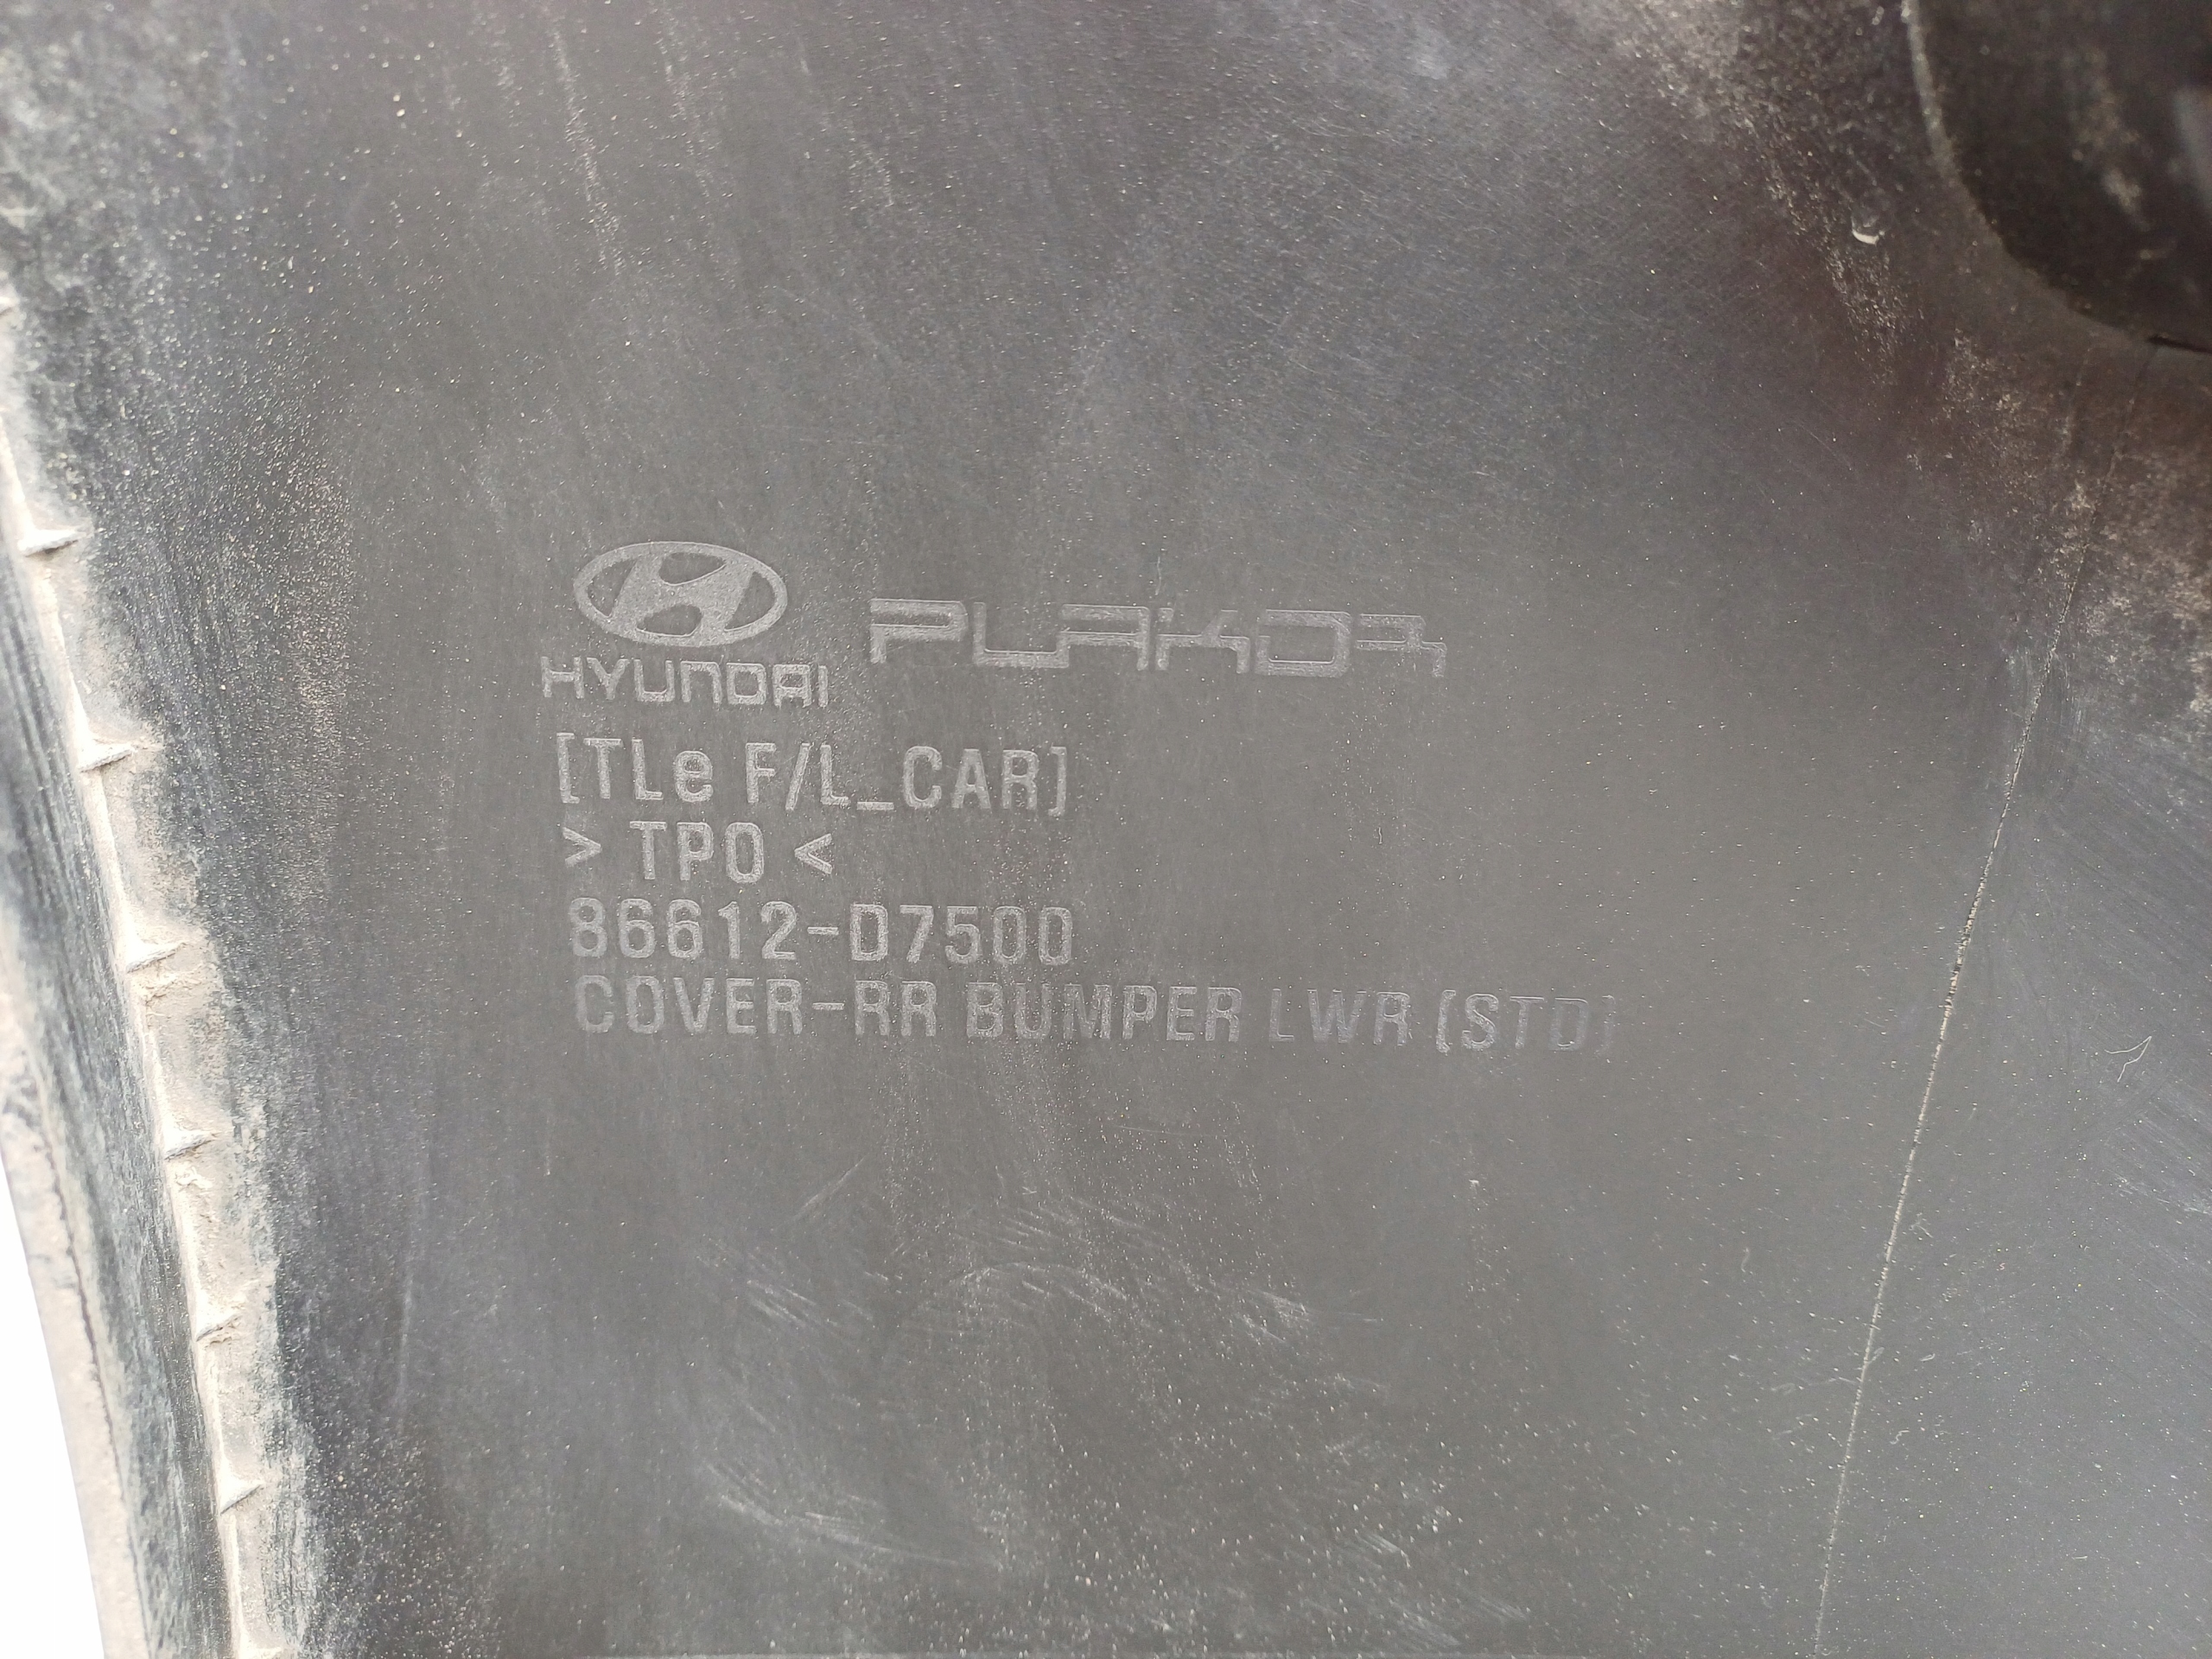 HYUNDAI PLAKOR
[TLe F/L_CAR]
> TPO <
86612-D7500
COVER-RR BUMPER LWR (STD)